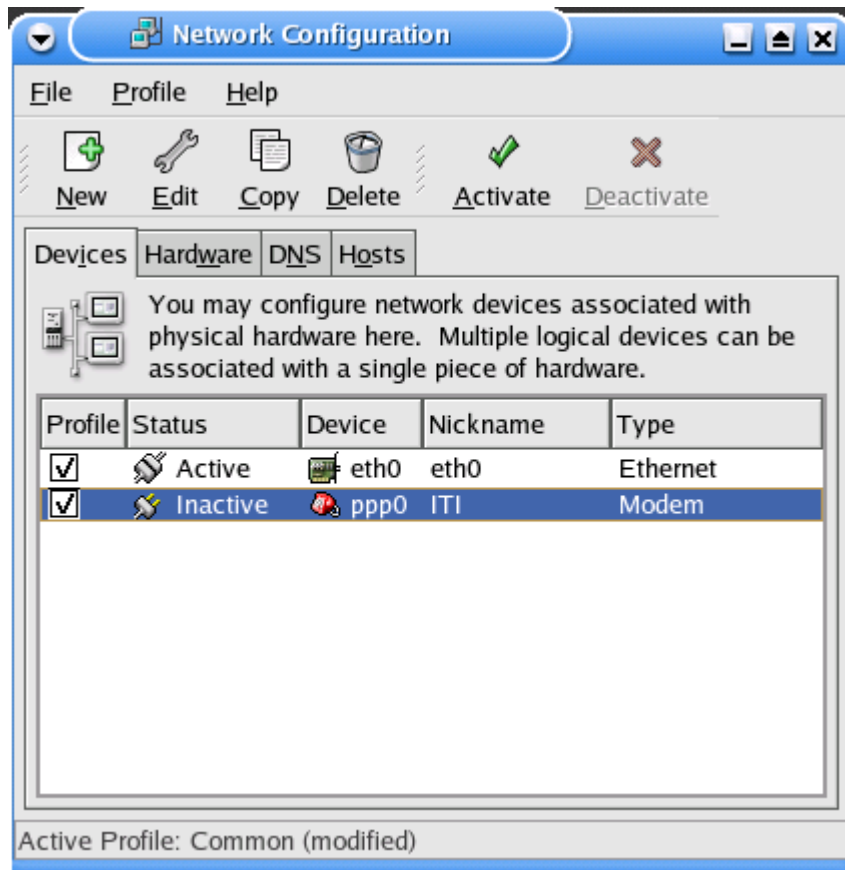 Network Configuration
File Profile Help
New Edit Copy Delete Activate Deactivate
Devices Hardware DNS Hosts
You may configure network devices associated with
physical hardware here. Multiple logical devices can be
associated with a single piece of hardware.
Profile Status Device Nickname Type
Active eth0 eth0 Ethernet
Inactive ppp0 ITI Modem
Active Profile: Common (modified)